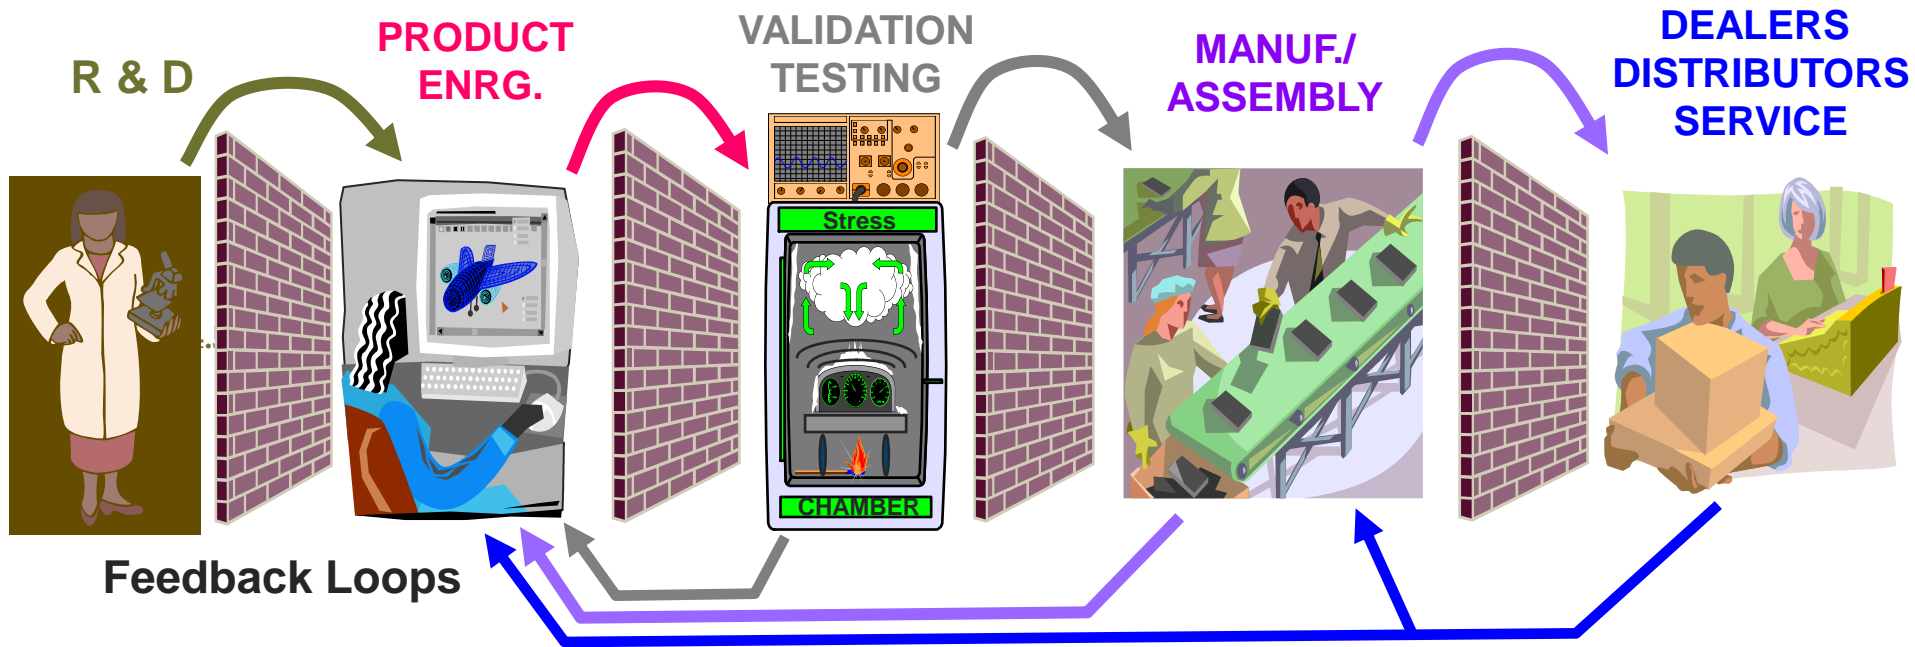 R & D
PRODUCT
ENRG.
VALIDATION
TESTING
MANUF./
ASSEMBLY
DEALERS
DISTRIBUTORS
SERVICE
Stress
CHAMBER
Feedback Loops